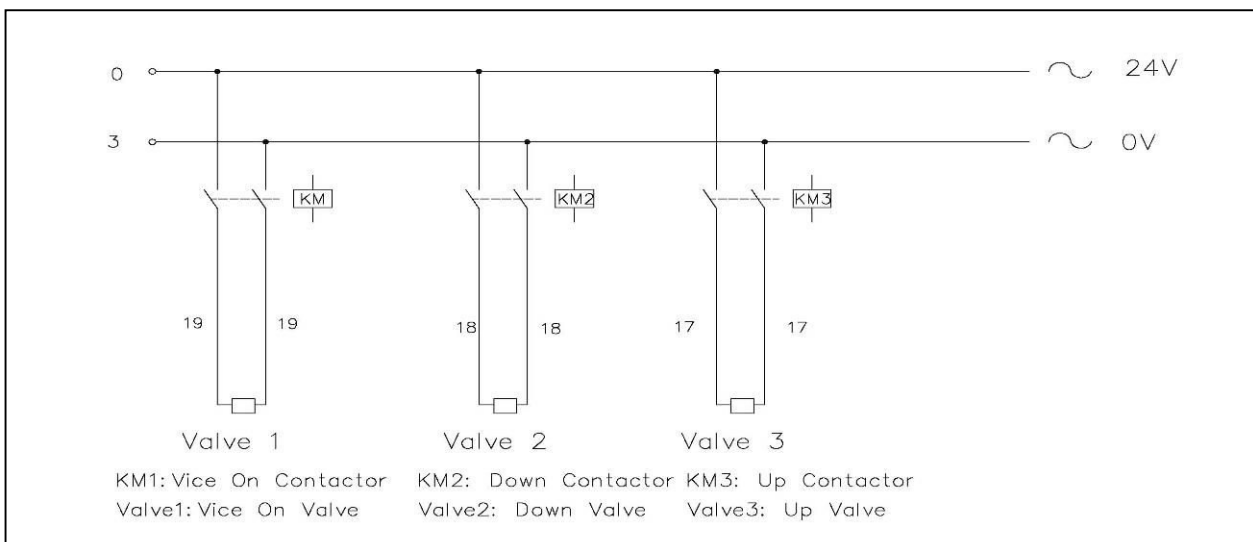 0 24V
3 0V
KM KM2 KM3
19 19 18 18 17 17
Valve 1 Valve 2 Valve 3
KM1: Vice On Contactor KM2: Down Contactor KM3: Up Contactor
Valve1: Vice On Valve Valve2: Down Valve Valve3: Up Valve